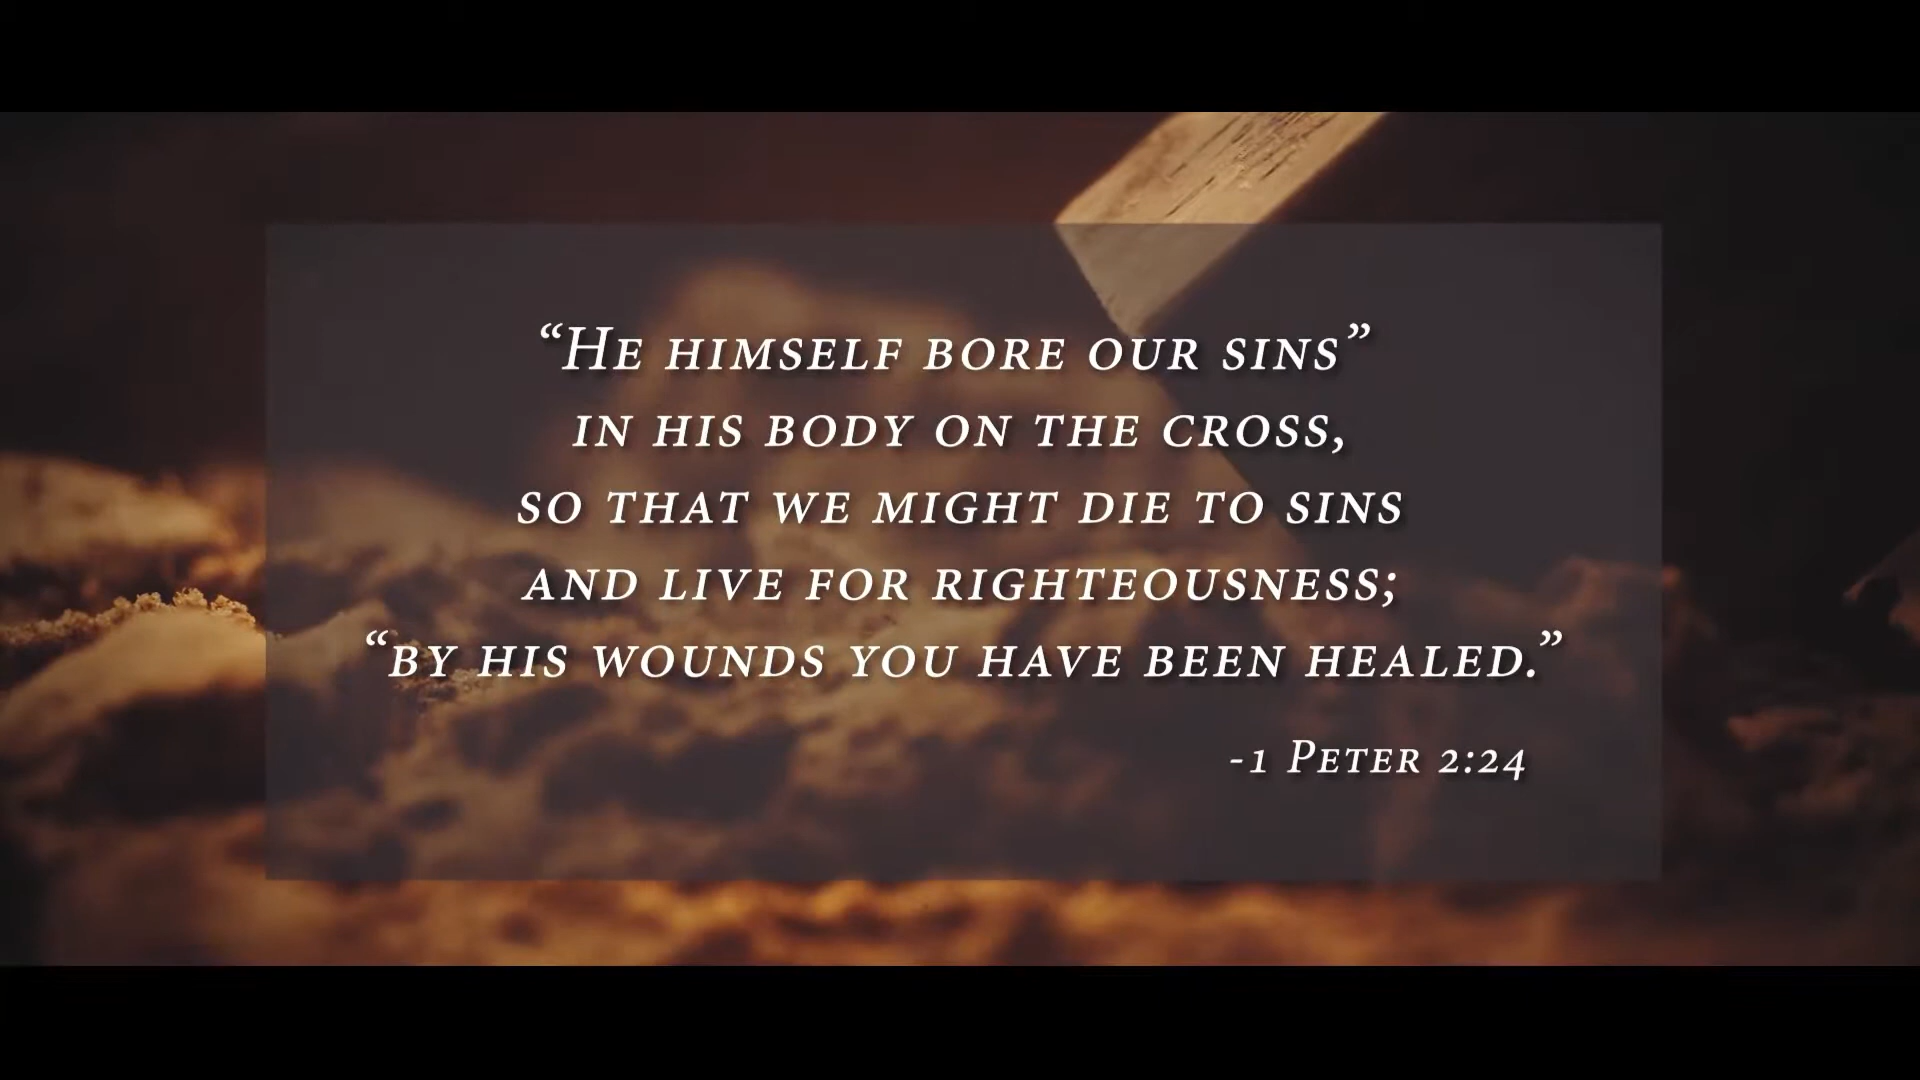 “He himself bore our sins”
in his body on the cross,
so that we might die to sins
and live for righteousness;
“by his wounds you have been healed.”
-1 Peter 2:24